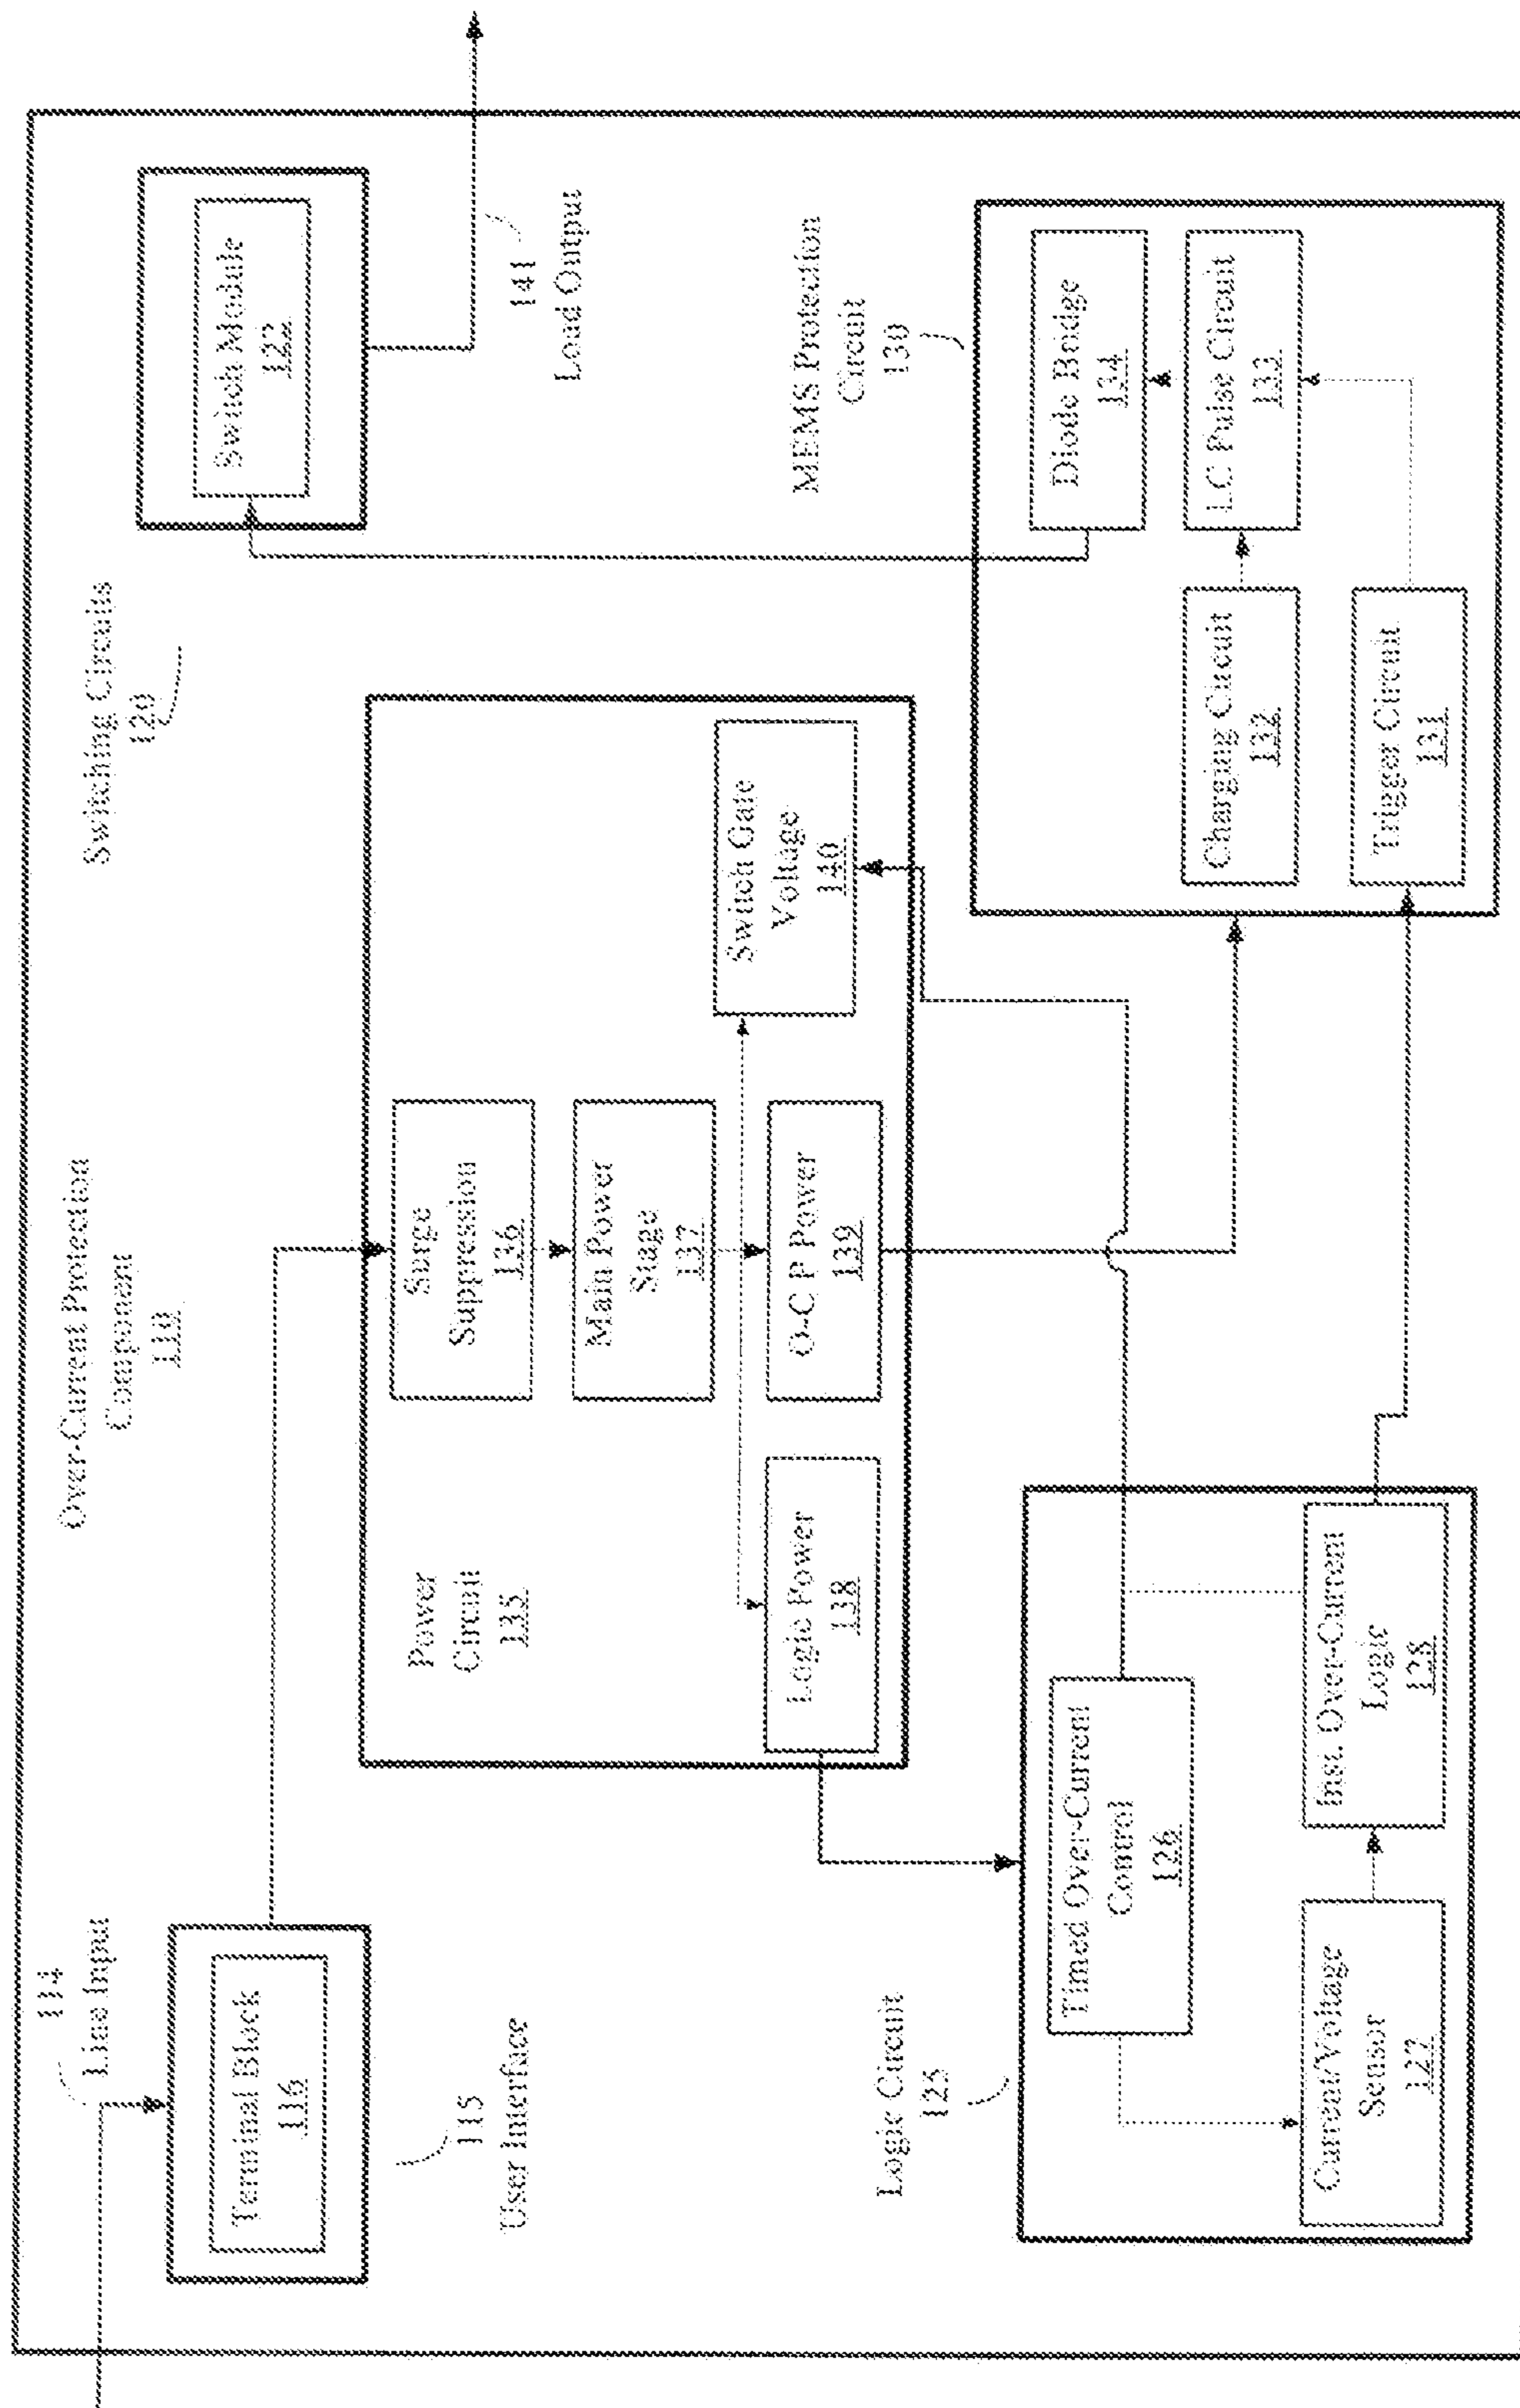 114
Line Input
Terminal Block
116
115
User Interface
Over-Current Protection
Component
110
Switching Circuits
120
Switch Module
122
141
Load Output
Power
Circuit
135
Surge
Suppression
136
Main Power
Stage
137
Logic Power
138
O-C P Power
139
Switch Gate
Voltage
140
Logic Circuit
125
Timed Over-Current
Control
126
Current/Voltage
Sensor
127
Inst. Over-Current
Logic
128
MEMS Protection
Circuit
130
Diode Bridge
134
Charging Circuit
132
LC Pulse Circuit
133
Trigger Circuit
131